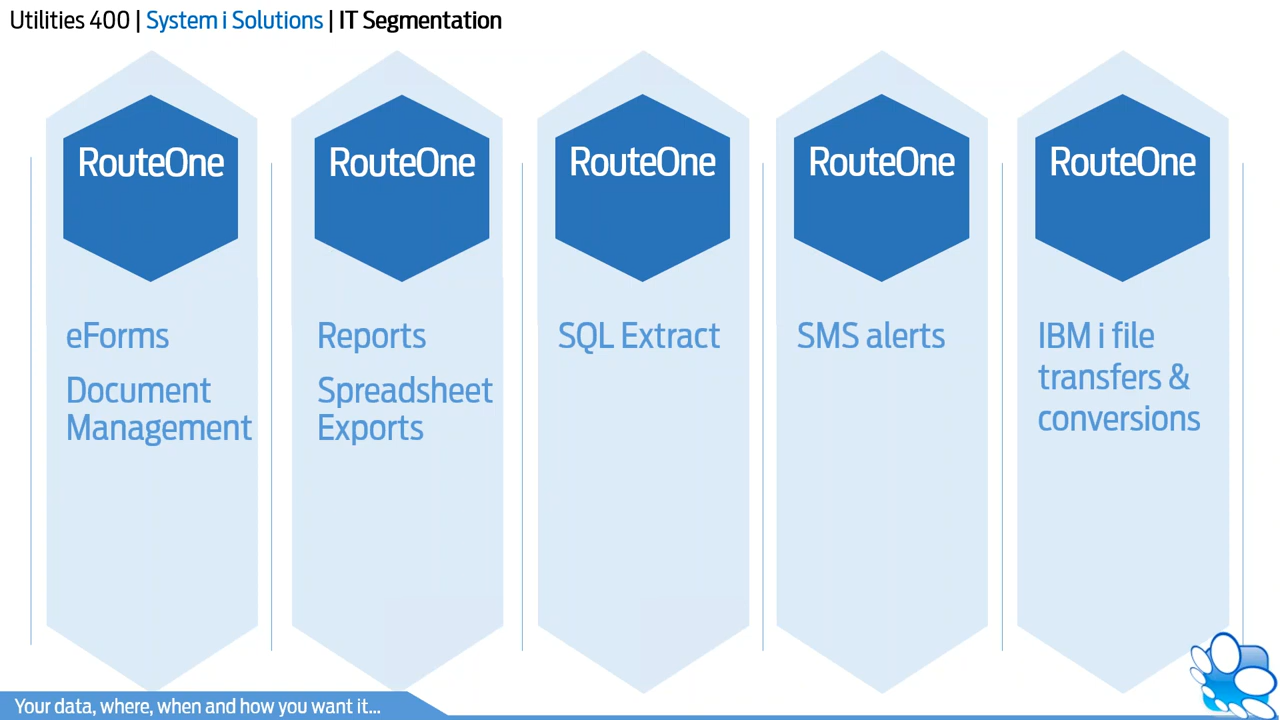 Utilities 400 | System i Solutions | IT Segmentation
RouteOne
eForms
Document
Management
RouteOne
Reports
Spreadsheet
Exports
RouteOne
SQL Extract
RouteOne
SMS alerts
RouteOne
IBM i file
transfers &
conversions
Your data, where, when and how you want it...